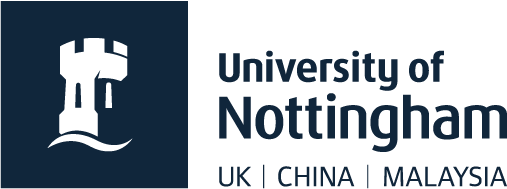 University of
Nottingham
UK | CHINA | MALAYSIA